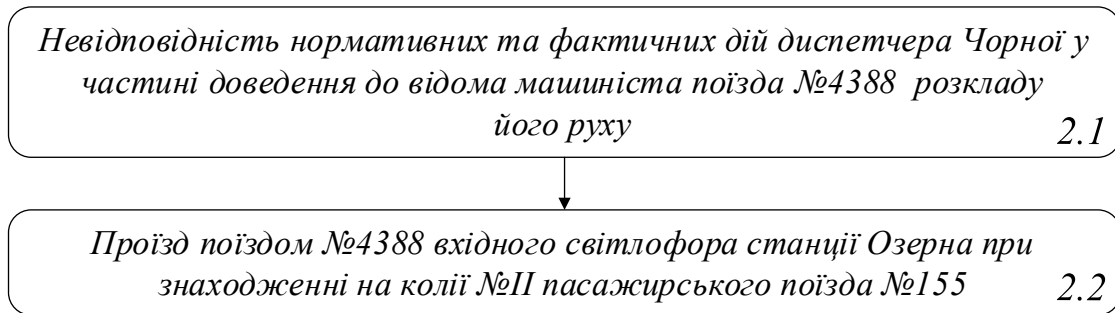 Невідповідність нормативних та фактичних дій диспетчера Чорної у
частині доведення до відома машиніста поїзда №4388 розкладу
його руху
2.1
Проїзд поїздом №4388 вхідного світлофора станції Озерна при
знаходженні на колії №II пасажирського поїзда №155
2.2